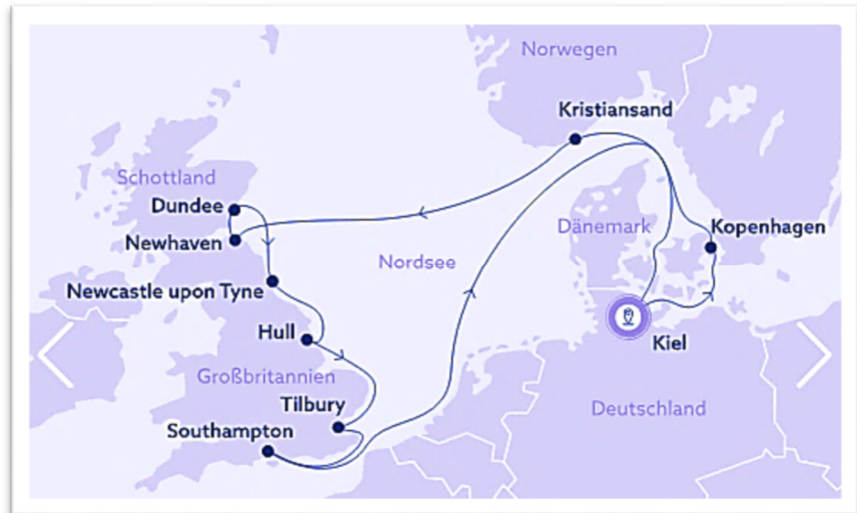 Norwegen
Kristiansand
Schottland
Dundee
Newhaven
Dänemark
Kopenhagen
Nordsee
Newcastle upon Tyne
Hull
Kiel
Großbritannien
Tilbury
Deutschland
Southampton